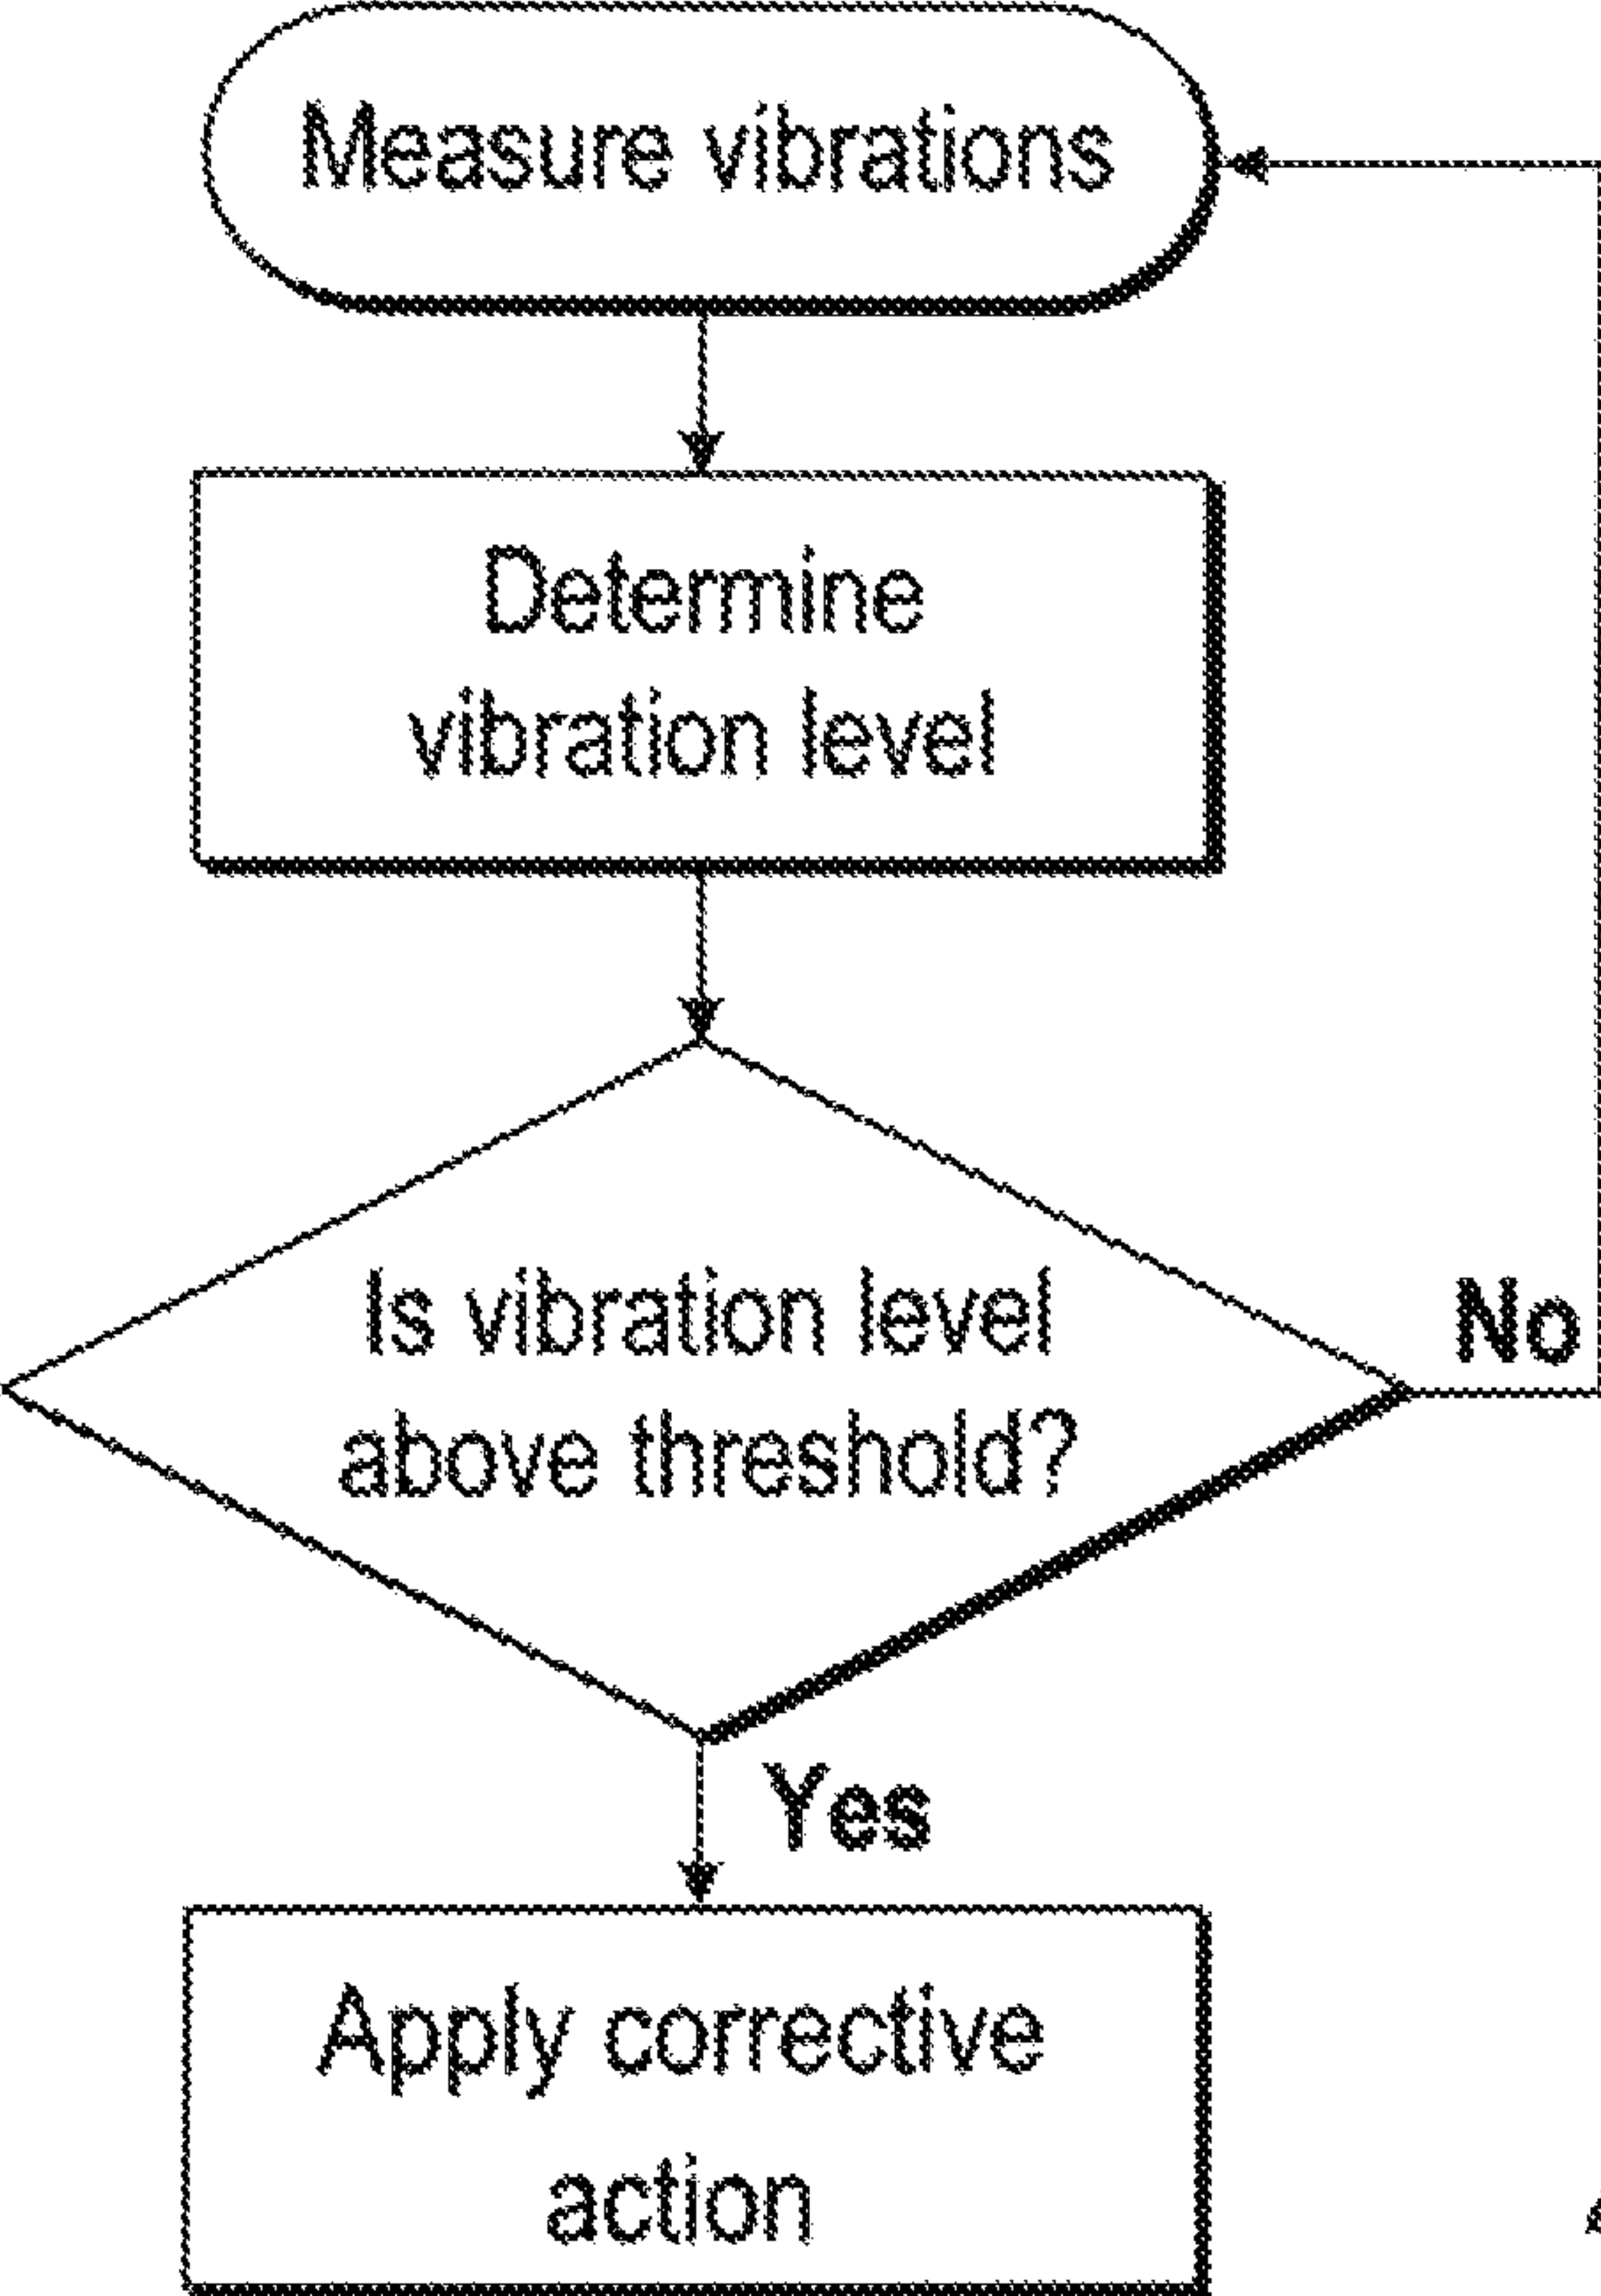 Measure vibrations
Determine
vibration level
Is vibration level
above threshold?
No
Yes
Apply corrective
action